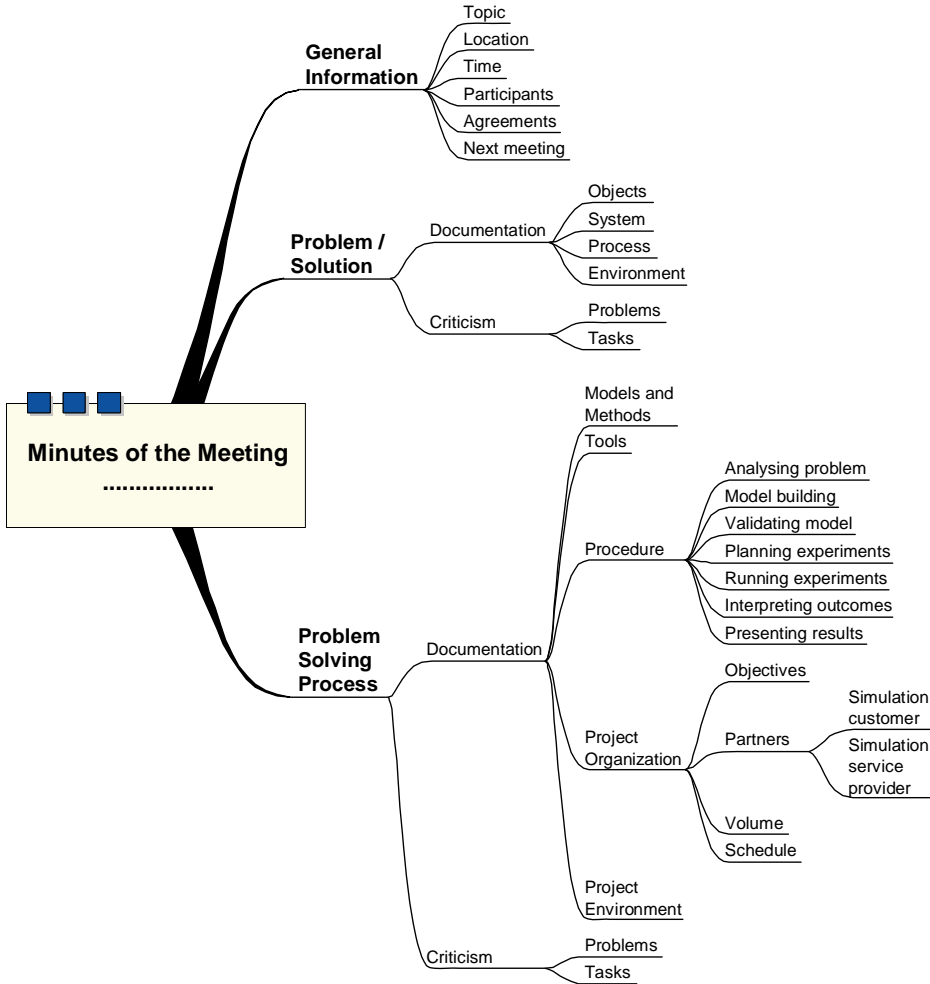 Minutes of the Meeting
.................
General
Information
Topic
Location
Time
Participants
Agreements
Next meeting
Problem /
Solution
Documentation
Objects
System
Process
Environment
Criticism
Problems
Tasks
Problem
Solving
Process
Documentation
Models and
Methods
Tools
Procedure
Analysing problem
Model building
Validating model
Planning experiments
Running experiments
Interpreting outcomes
Presenting results
Project
Organization
Objectives
Partners
Simulation
customer
Simulation
service
provider
Volume
Schedule
Project
Environment
Criticism
Problems
Tasks